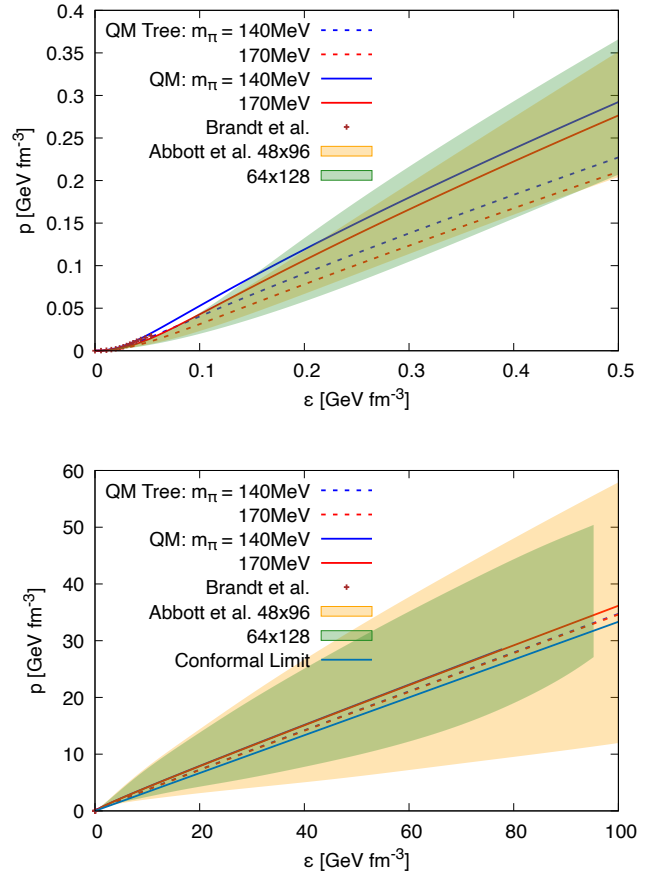 0.4
0.35
0.3
0.25
0.2
0.15
0.1
0.05
0
p [GeV fm-3]
QM Tree: mπ = 140MeV
170MeV
QM: mπ = 140MeV
170MeV
Brandt et al.
Abbott et al. 48x96
64x128
0 0.1 0.2 0.3 0.4 0.5
ε [GeV fm-3]
60
50
40
30
20
10
0
p [GeV fm-3]
QM Tree: mπ = 140MeV
170MeV
QM: mπ = 140MeV
170MeV
Brandt et al.
Abbott et al. 48x96
64x128
Conformal Limit
0 20 40 60 80 100
ε [GeV fm-3]